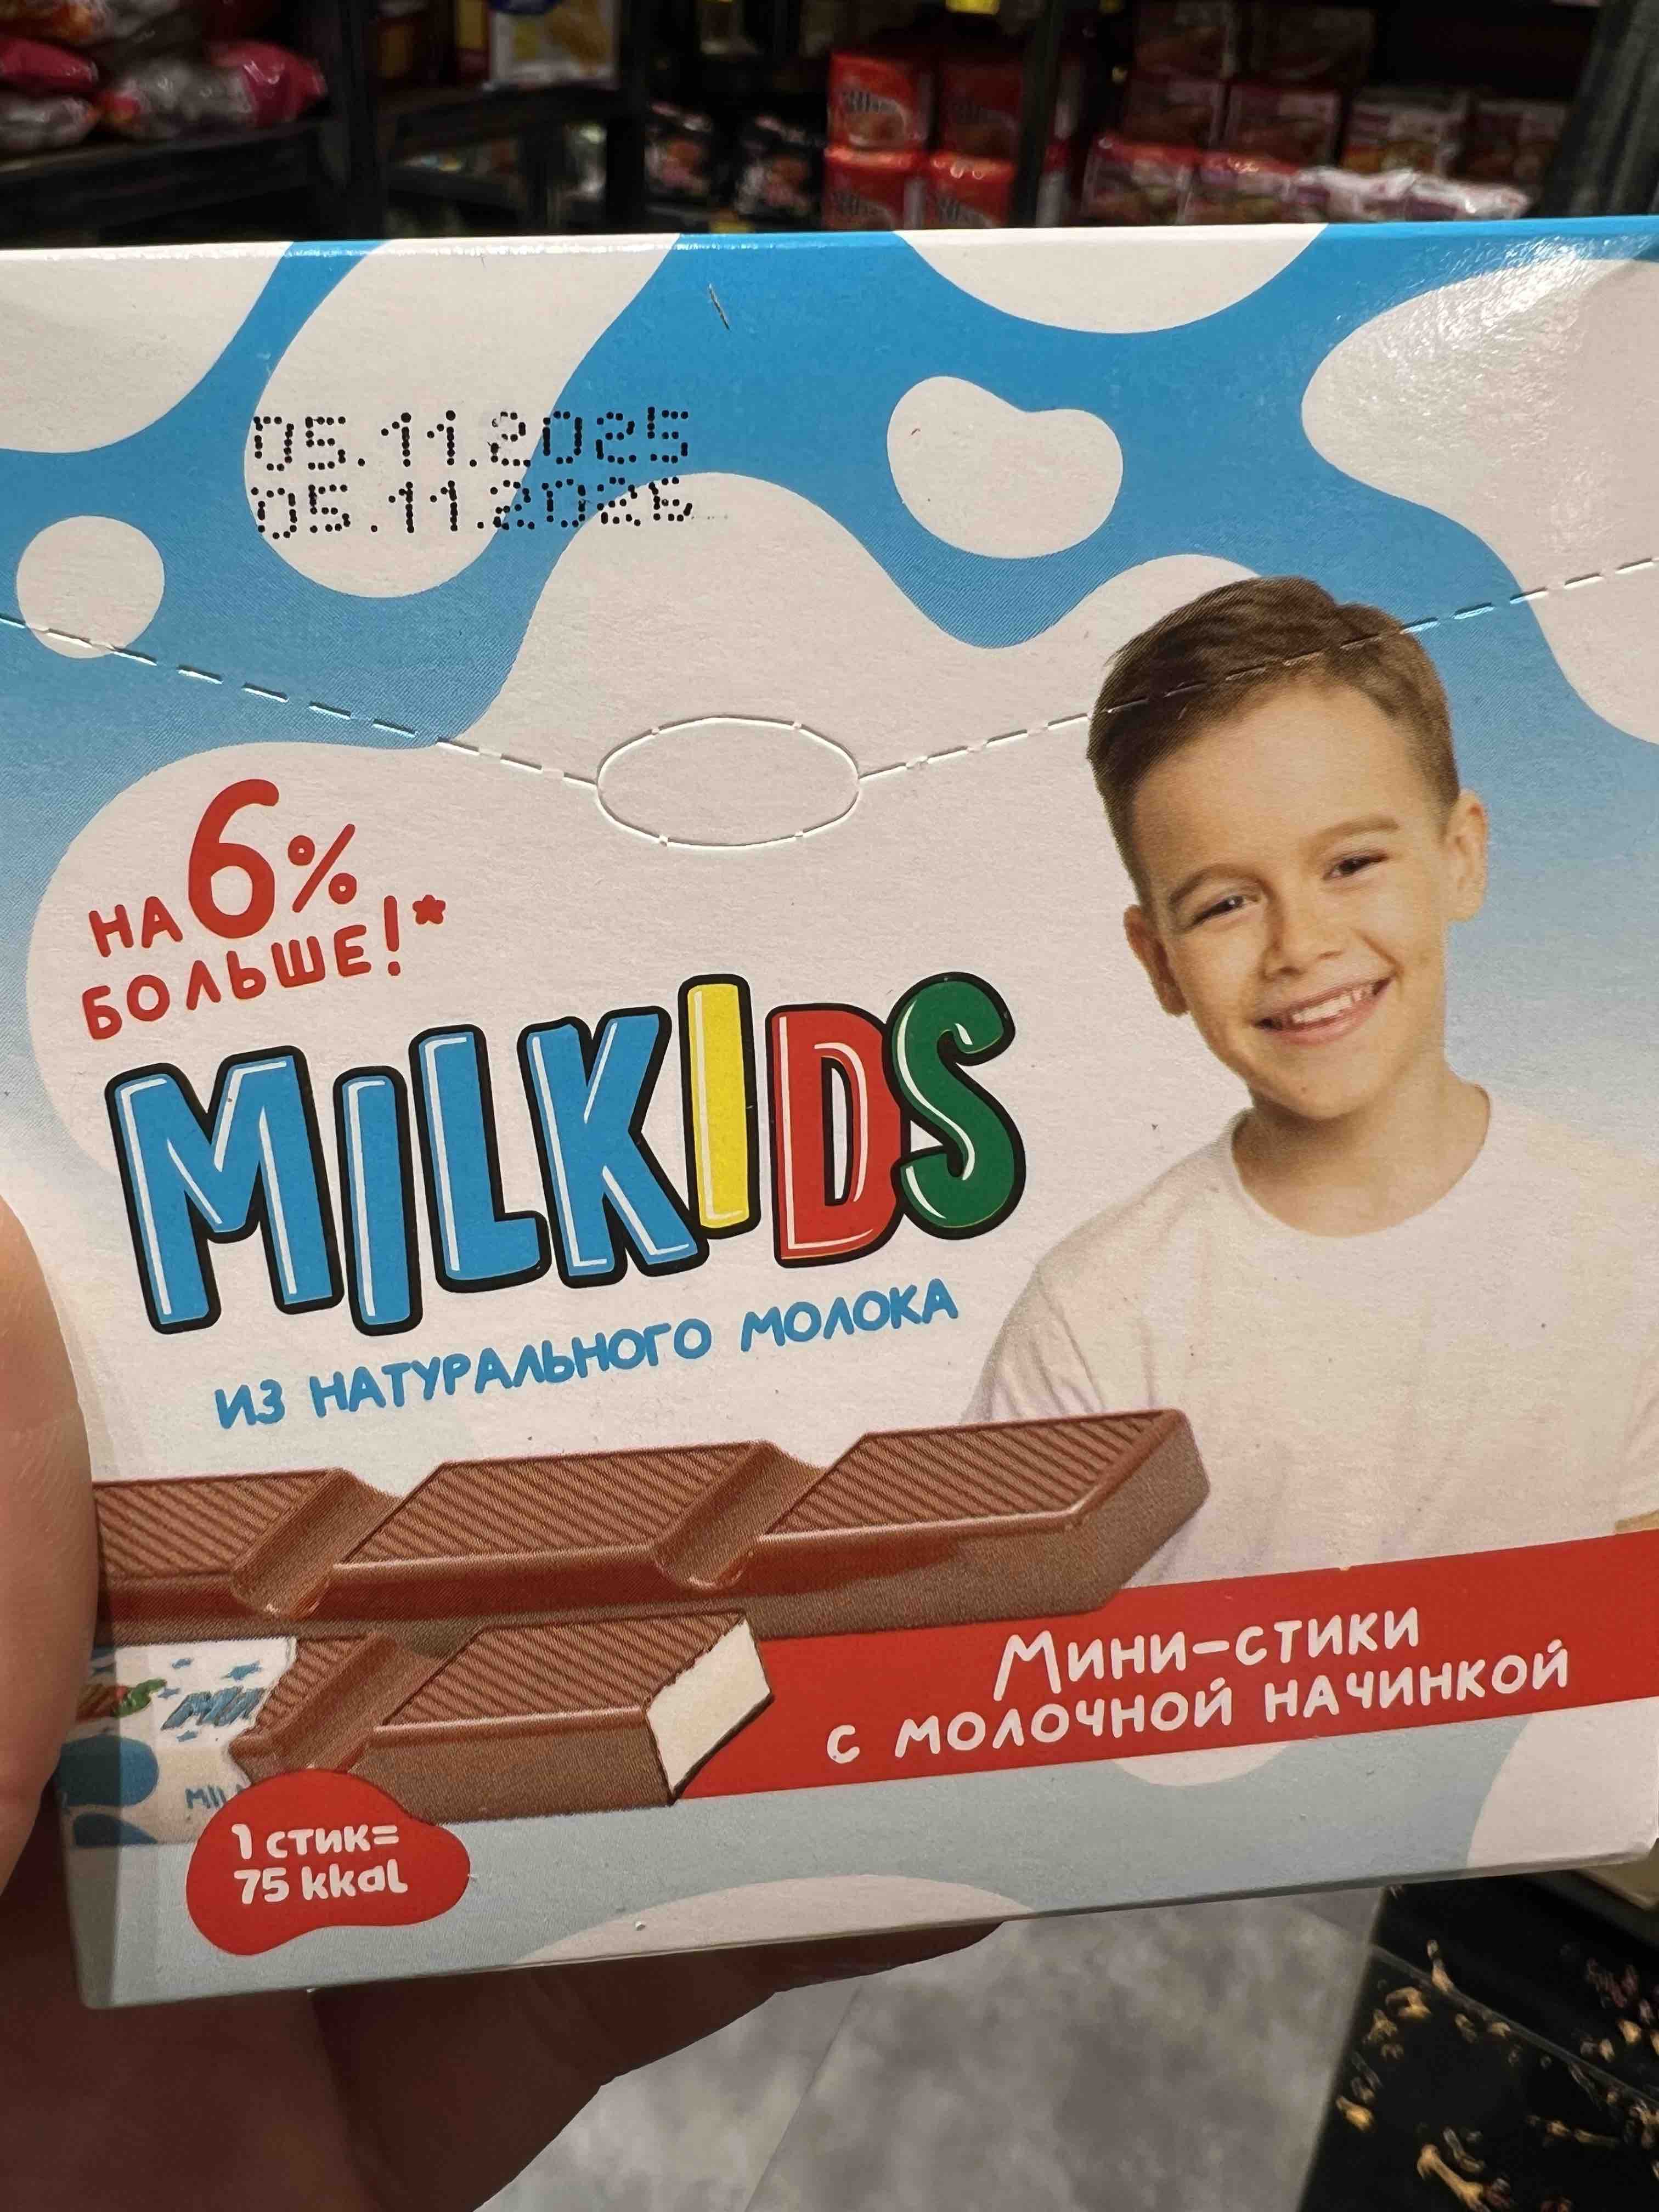 05.11.2025
05.11.2026
НА 6%
БОЛЬШЕ!*
MILKIDS
ИЗ НАТУРАЛЬНОГО МОЛОКА
Мини-стики
с молочной начинкой
1 стик=
75 kkal